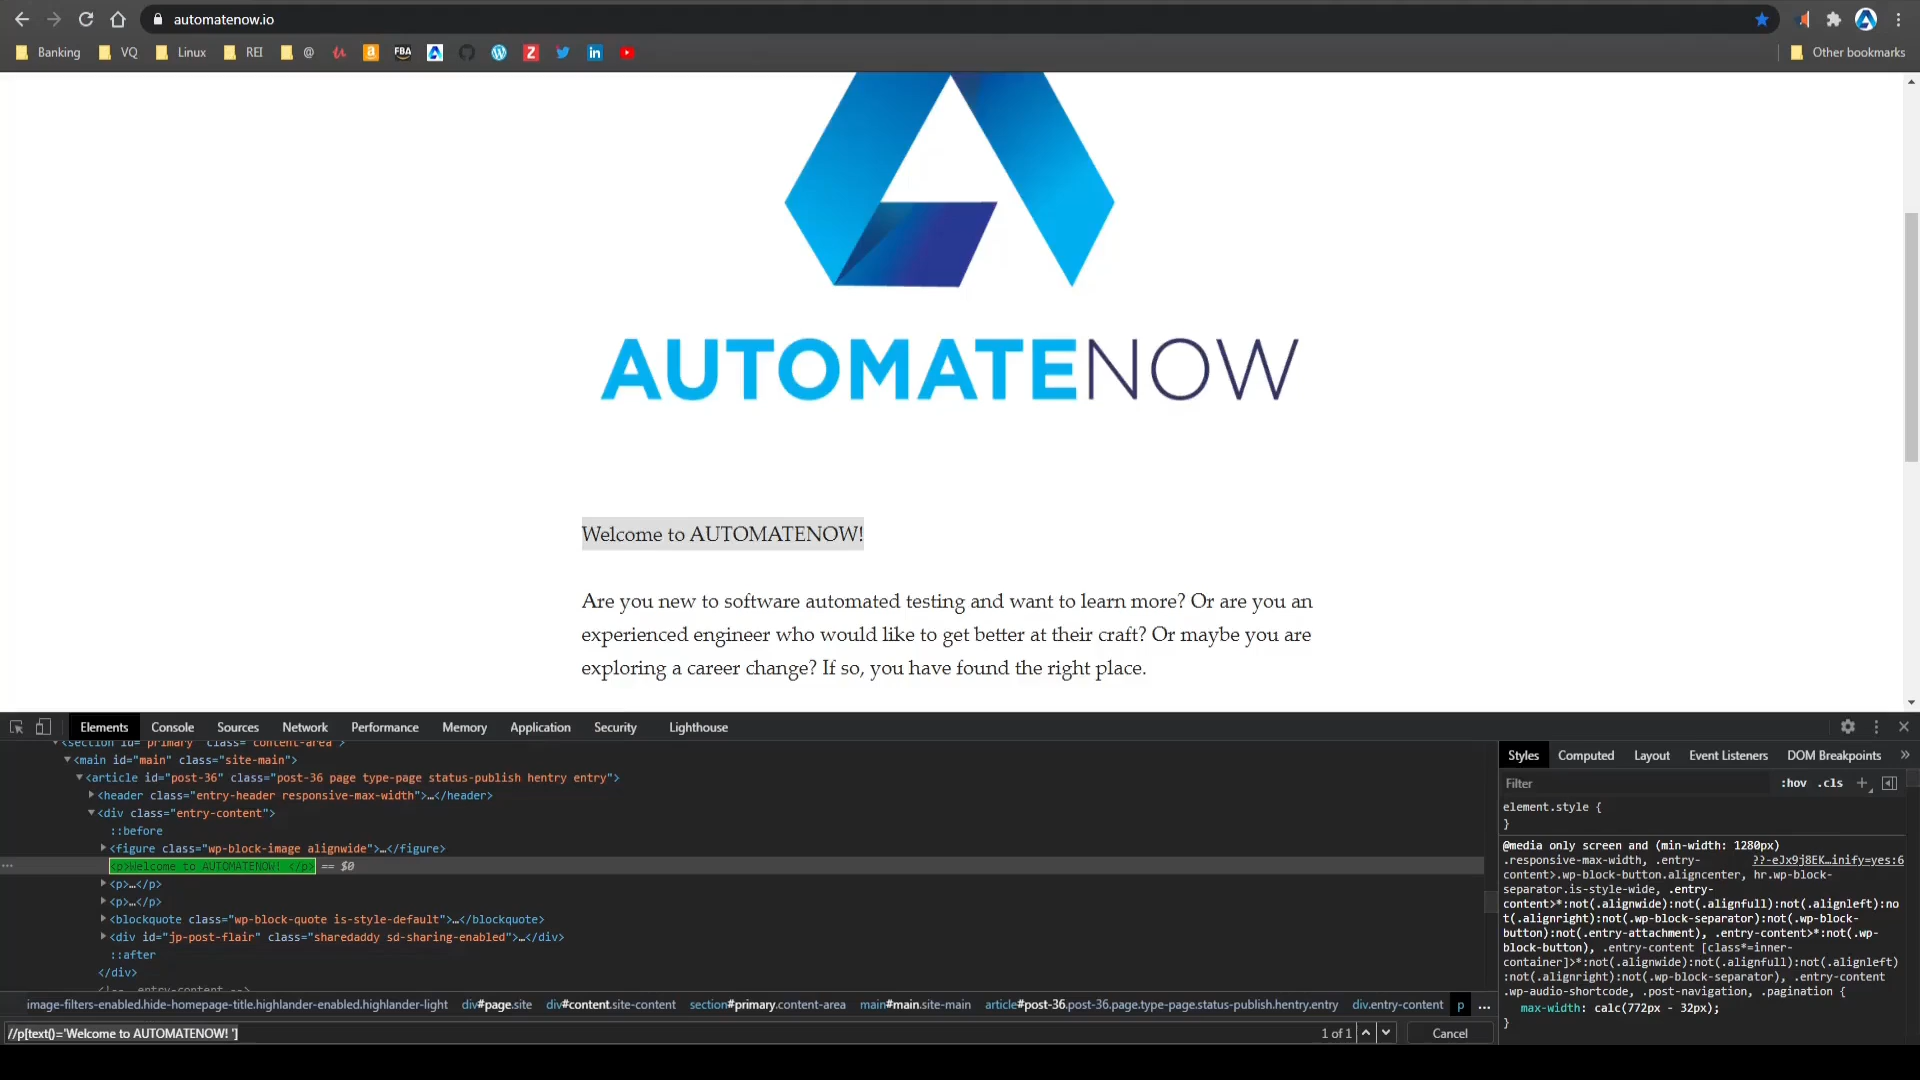 automatenow.io
Banking VQ Linux REI @ FBA Other bookmarks
AUTOMATENOW
Welcome to AUTOMATENOW!
Are you new to software automated testing and want to learn more? Or are you an
experienced engineer who would like to get better at their craft? Or maybe you are
exploring a career change? If so, you have found the right place.
Elements Console Sources Network Performance Memory Application Security Lighthouse
<section id="primary" class="content-area">
<main id="main" class="site-main">
<article id="post-36" class="post-36 page type-page status-publish hentry entry">
<header class="entry-header responsive-max-width">…</header>
<div class="entry-content">
::before
<figure class="wp-block-image alignwide">…</figure>
<p>Welcome to AUTOMATENOW! </p> == $0
<p>…</p>
<p>…</p>
<blockquote class="wp-block-quote is-style-default">…</blockquote>
<div id="jp-post-flair" class="sharedaddy sd-sharing-enabled">…</div>
::after
</div>
<!-- .entry-content -->
image-filters-enabled.hide-homepage-title.highlander-enabled.highlander-light div#page.site div#content.site-content section#primary.content-area main#main.site-main article#post-36.post-36.page.type-page.status-publish.hentry.entry div.entry-content p ...
//p[text()='Welcome to AUTOMATENOW! '] 1 of 1 Cancel
Styles Computed Layout Event Listeners DOM Breakpoints »
Filter :hov .cls +
element.style {
}
@media only screen and (min-width: 1280px)
.responsive-max-width, .entry- ??-eJx9j8EK…inify=yes:6
content>.wp-block-button.aligncenter, hr.wp-block-
separator.is-style-wide, .entry-
content>*:not(.alignwide):not(.alignfull):not(.alignleft):no
t(.alignright):not(.wp-block-separator):not(.wp-block-
button):not(.entry-attachment), .entry-content>*:not(.wp-
block-button), .entry-content [class*=inner-
container]>*:not(.alignwide):not(.alignfull):not(.alignleft)
:not(.alignright):not(.wp-block-separator), .entry-content
.wp-audio-shortcode, .post-navigation, .pagination {
max-width: calc(772px - 32px);
}